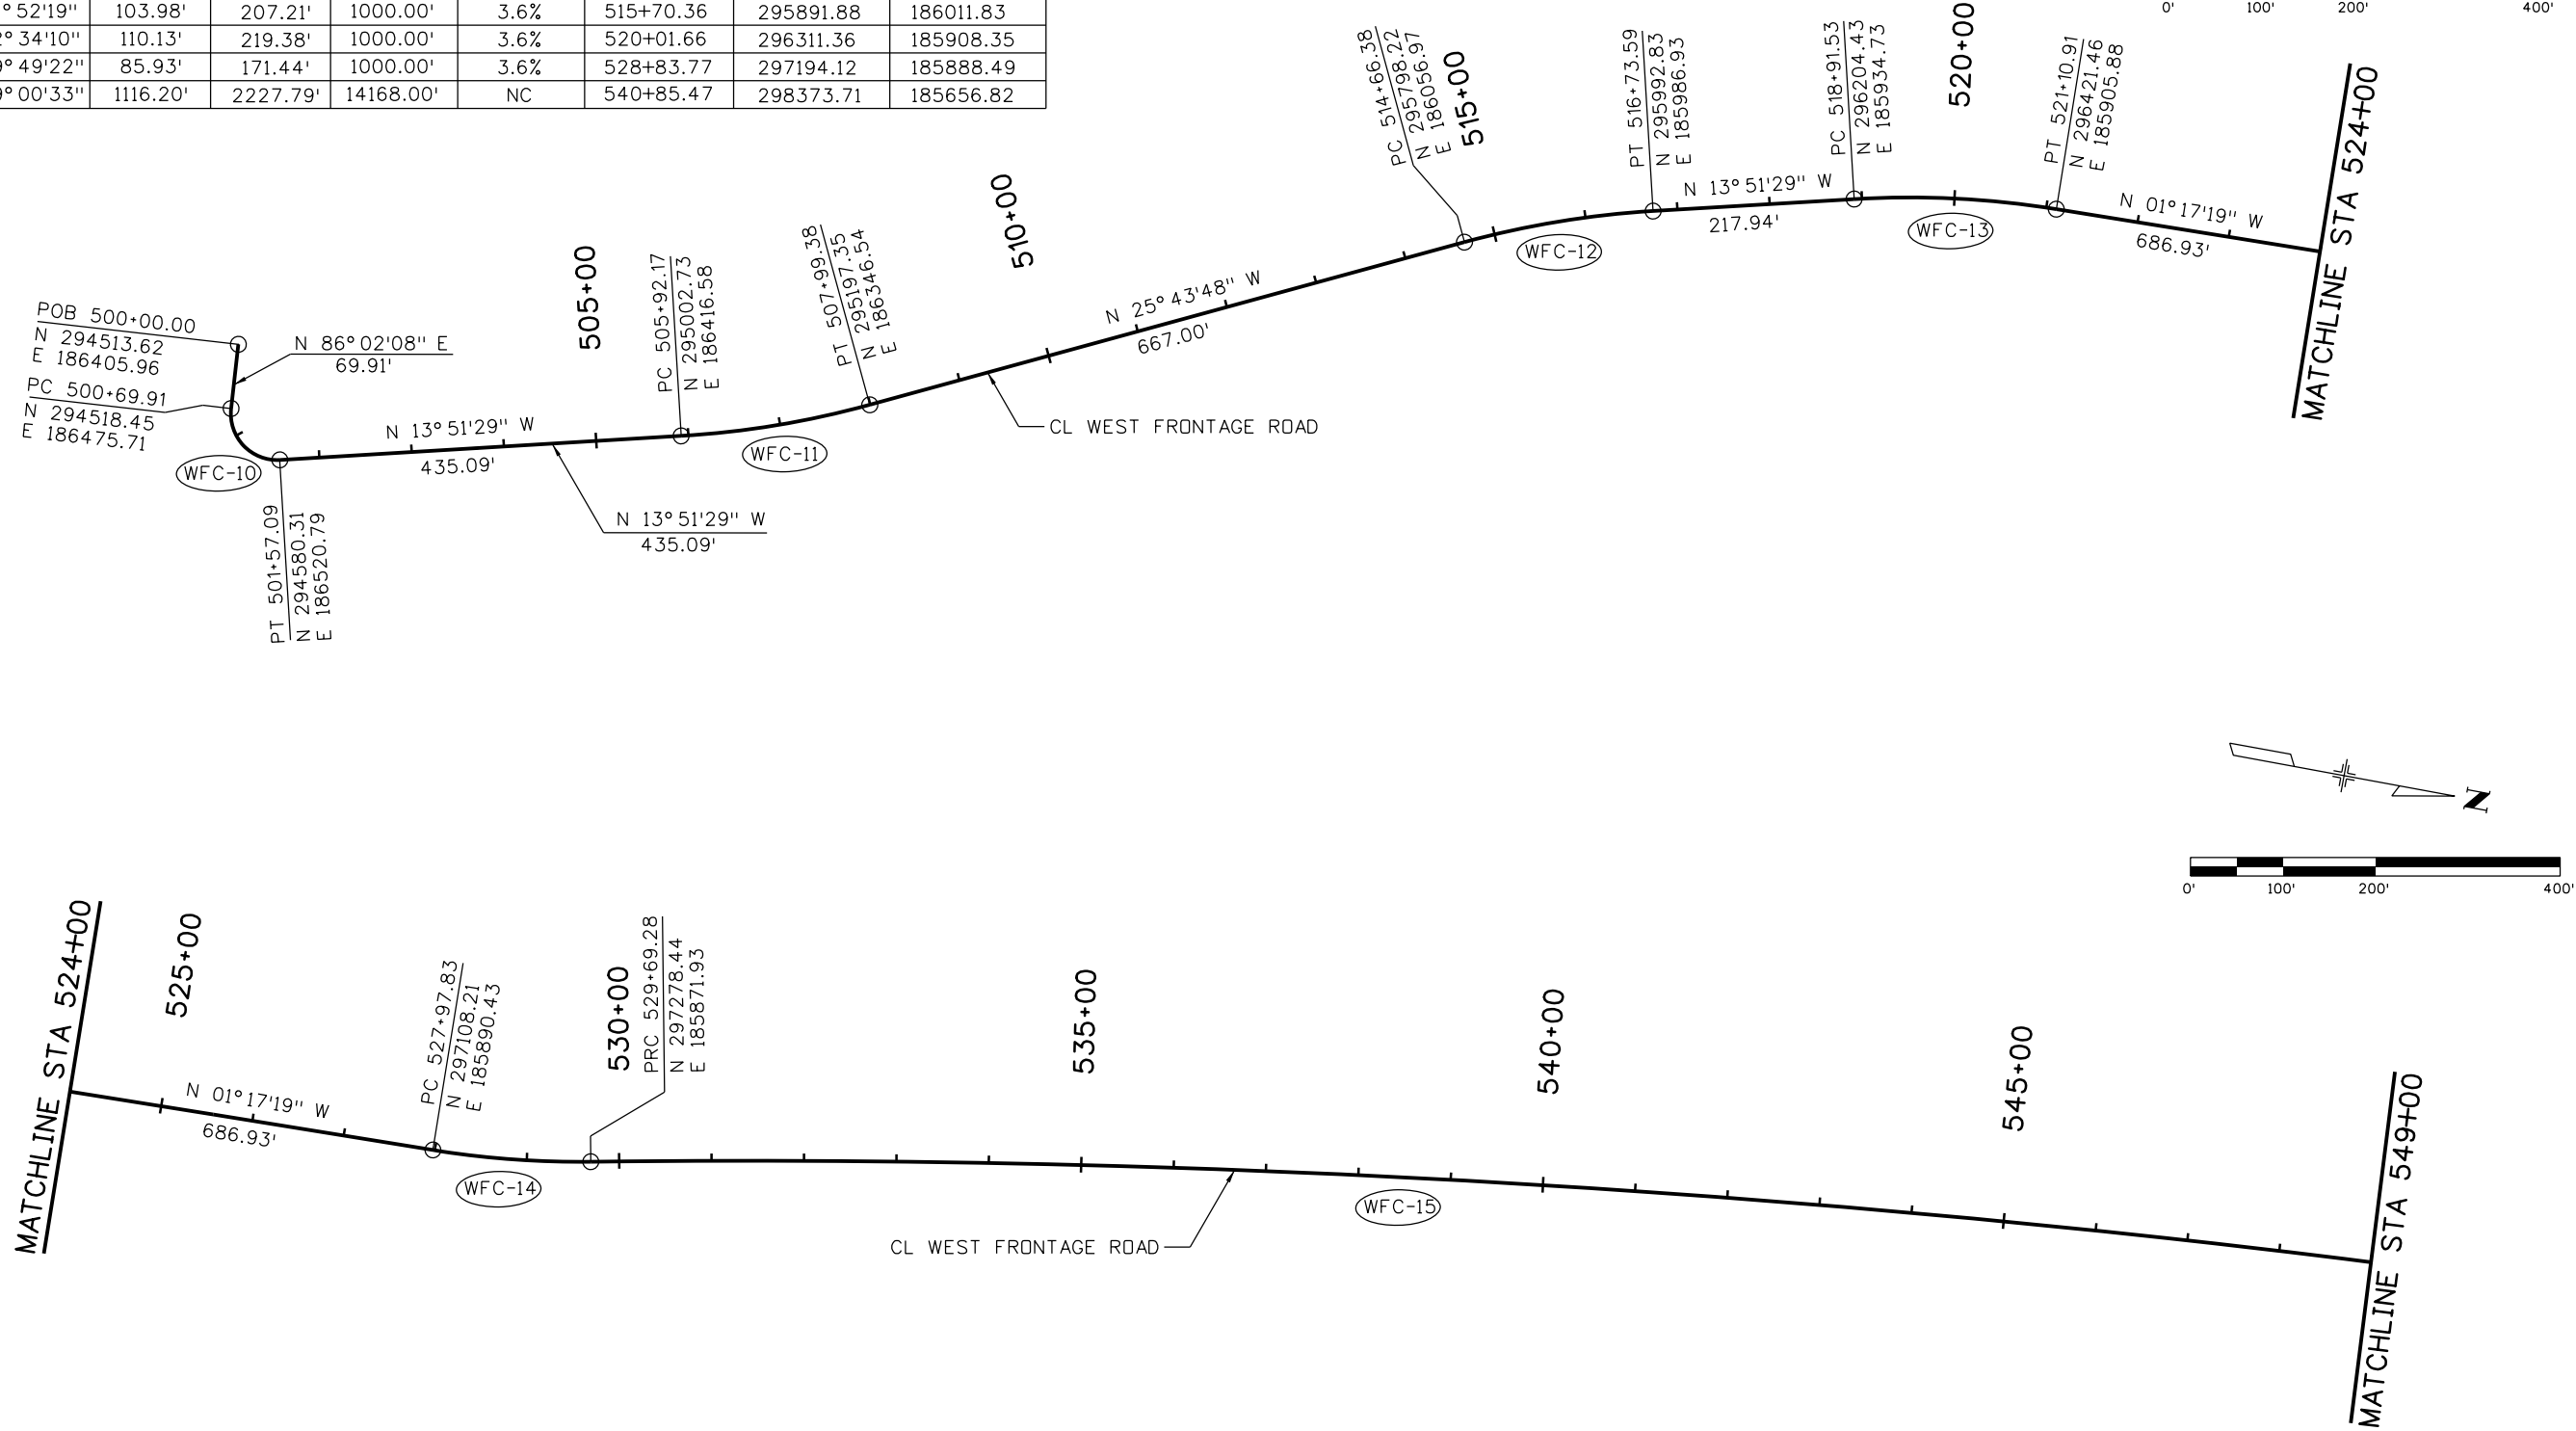 ° 52'19" 103.98' 207.21' 1000.00' 3.6% 515+70.36 295891.88 186011.83
° 34'10" 110.13' 219.38' 1000.00' 3.6% 520+01.66 296311.36 185908.35
° 49'22" 85.93' 171.44' 1000.00' 3.6% 528+83.77 297194.12 185888.49
° 00'33" 1116.20' 2227.79' 14168.00' NC 540+85.47 298373.71 185656.82
0' 100' 200' 400'
POB 500+00.00
N 294513.62
E 186405.96
PC 500+69.91
N 294518.45
E 186475.71
N 86° 02'08" E
69.91'
WFC-10
PT 501+57.09
N 294580.31
E 186520.79
N 13° 51'29" W
435.09'
N 13° 51'29" W
435.09'
505+00
PC 505+92.17
N 295002.73
E 186416.58
WFC-11
PT 507+99.38
N 295197.35
E 186346.54
510+00
CL WEST FRONTAGE ROAD
N 25° 43'48" W
667.00'
PC 514+66.38
N 295798.22
E 186056.97
515+00
WFC-12
PT 516+73.59
N 295992.83
E 185986.93
N 13° 51'29" W
217.94'
PC 518+91.53
N 296204.43
E 185934.73
520+00
WFC-13
PT 521+10.91
N 296421.46
E 185905.88
N 01° 17'19" W
686.93'
MATCHLINE STA 524+00
N
0' 100' 200' 400'
MATCHLINE STA 524+00
525+00
N 01° 17'19" W
686.93'
PC 527+97.83
N 297108.21
E 185890.43
WFC-14
530+00
PRC 529+69.28
N 297278.44
E 185871.93
535+00
CL WEST FRONTAGE ROAD
WFC-15
540+00
545+00
MATCHLINE STA 549+00